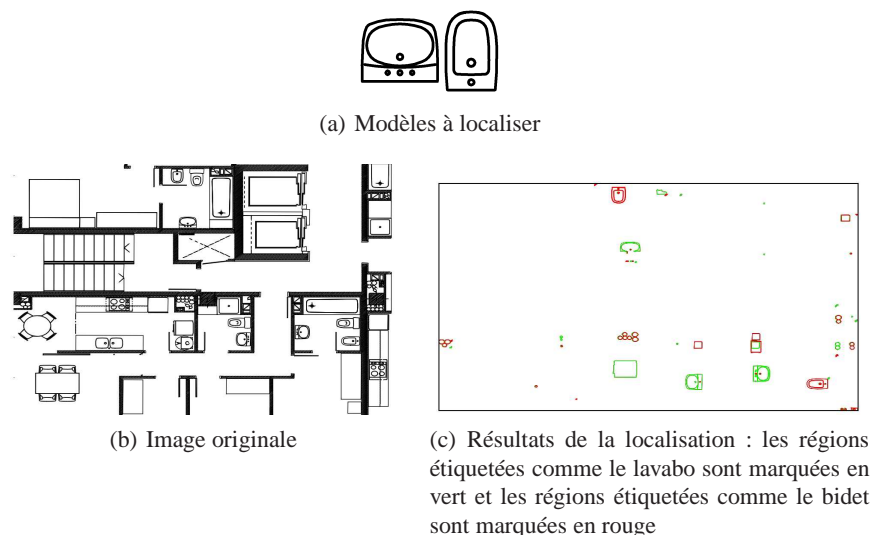 (a) Modèles à localiser
(b) Image originale
(c) Résultats de la localisation : les régions
étiquetées comme le lavabo sont marquées en
vert et les régions étiquetées comme le bidet
sont marquées en rouge